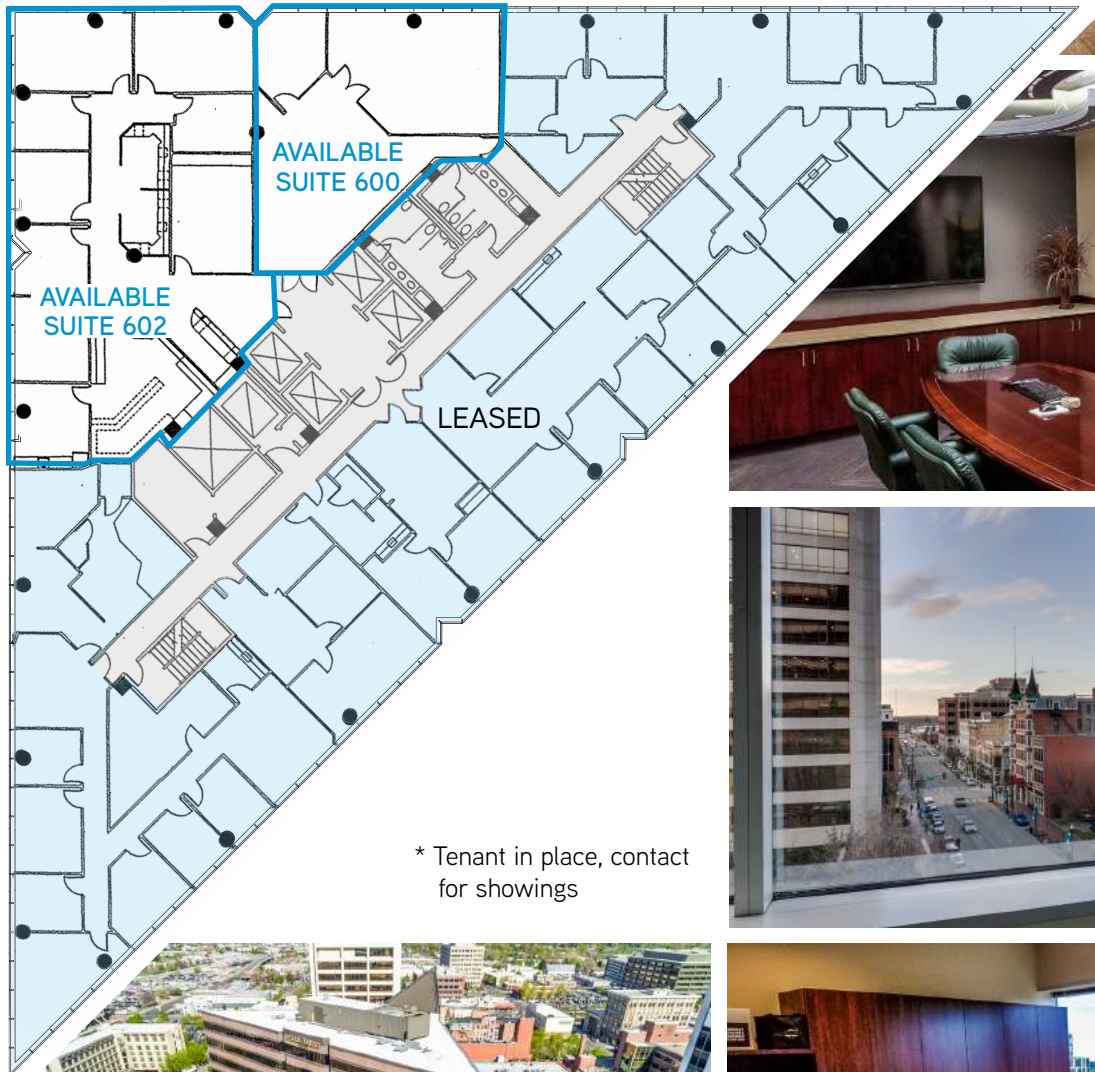 AVAILABLE
SUITE 600
AVAILABLE
SUITE 602
LEASED
* Tenant in place, contact
for showings